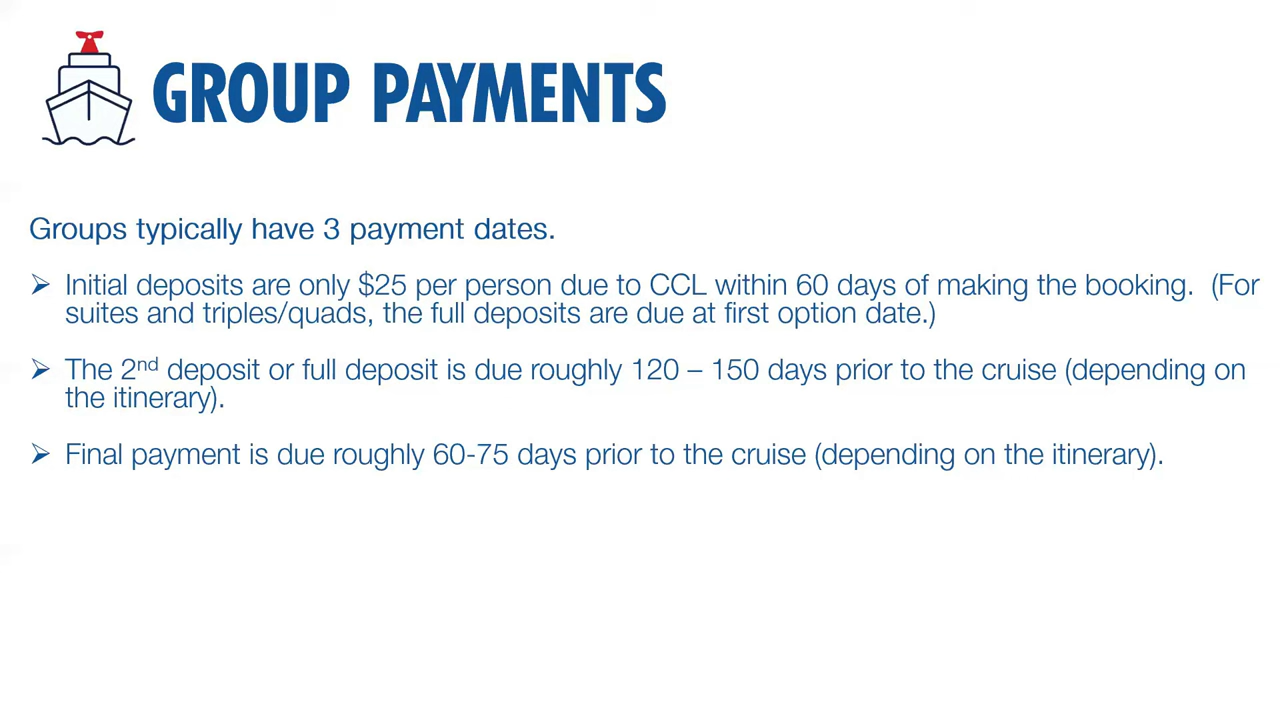 GROUP PAYMENTS
Groups typically have 3 payment dates.
➢ Initial deposits are only $25 per person due to CCL within 60 days of making the booking.  (For
suites and triples/quads, the full deposits are due at first option date.)
➢ The 2nd deposit or full deposit is due roughly 120 – 150 days prior to the cruise (depending on
the itinerary).
➢ Final payment is due roughly 60-75 days prior to the cruise (depending on the itinerary).